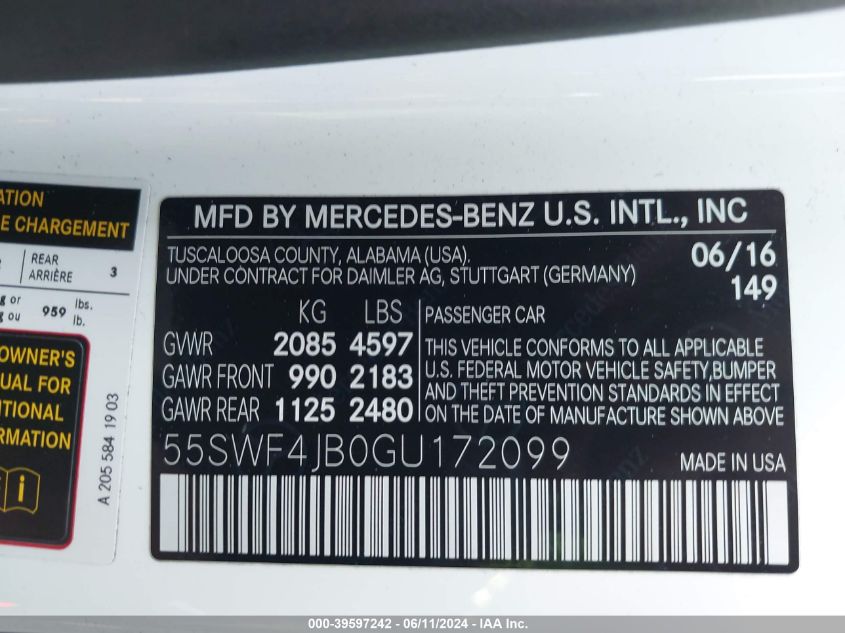 ATION
E CHARGEMENT
REAR
ARRIÈRE 3
g or
g ou 959 lbs.
lb.
OWNER'S
UAL FOR
ITIONAL
RMATION
A 205 584 19 03
MFD BY MERCEDES-BENZ U.S. INTL., INC
TUSCALOOSA COUNTY, ALABAMA (USA). 06/16
UNDER CONTRACT FOR DAIMLER AG, STUTTGART (GERMANY) 149
KG LBS PASSENGER CAR
GVWR 2085 4597
GAWR FRONT 990 2183
GAWR REAR 1125 2480
THIS VEHICLE CONFORMS TO ALL APPLICABLE
U.S. FEDERAL MOTOR VEHICLE SAFETY,BUMPER
AND THEFT PREVENTION STANDARDS IN EFFECT
ON THE DATE OF MANUFACTURE SHOWN ABOVE
55SWF4JB0GU172099 MADE IN USA
000-39597242 - 06/11/2024 - IAA Inc.